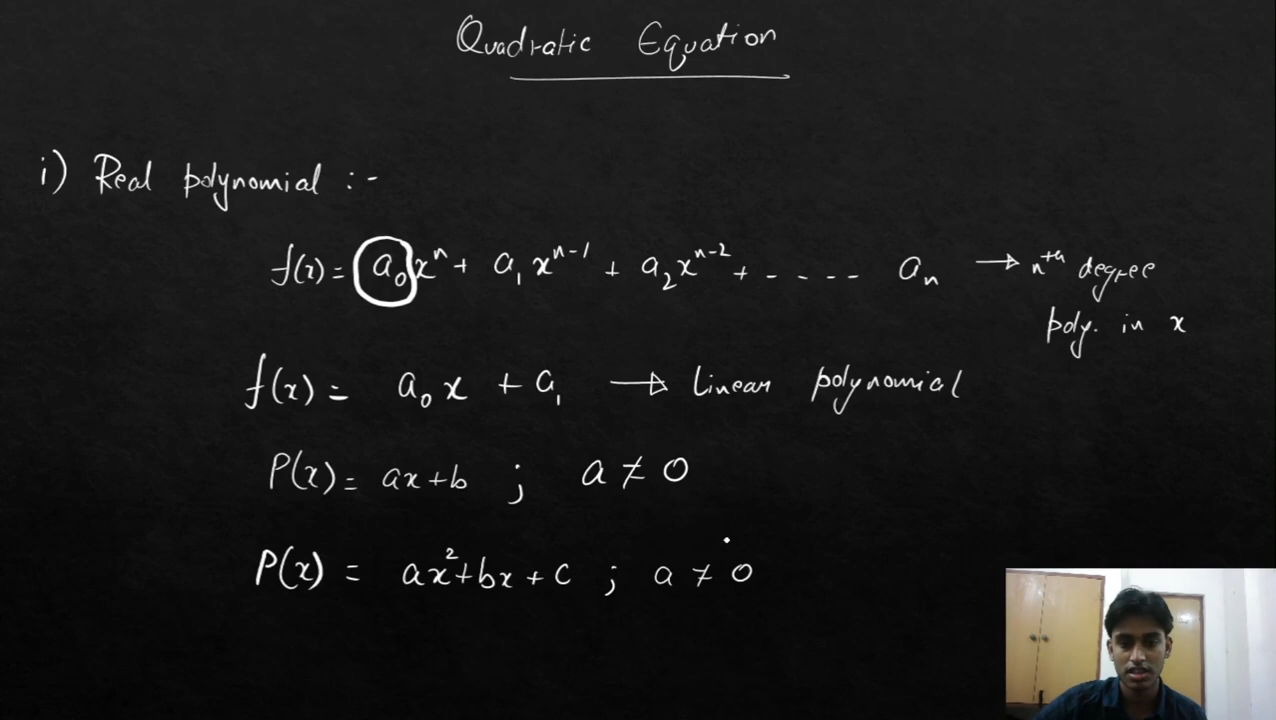 Quadratic Equation
i) Real polynomial :-
f(x) = a₀xⁿ + a₁xⁿ⁻¹ + a₂xⁿ⁻² + - - - - - aₙ → nᵗʰ degree
poly. in x
f(x) = a₀x + a₁ → Linear polynomial
P(x) = ax+b ; a ≠ 0
P(x) = ax²+bx+c ; a ≠ 0